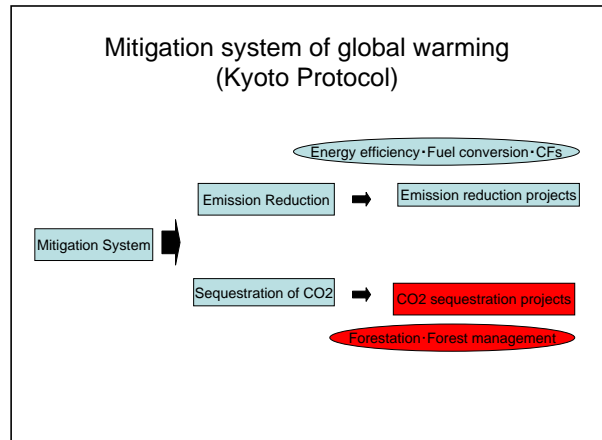 Mitigation system of global warming
(Kyoto Protocol)
Energy efficiency・Fuel conversion・CFs
Emission Reduction
Emission reduction projects
Mitigation System
Sequestration of CO2
CO2 sequestration projects
Forestation・Forest management